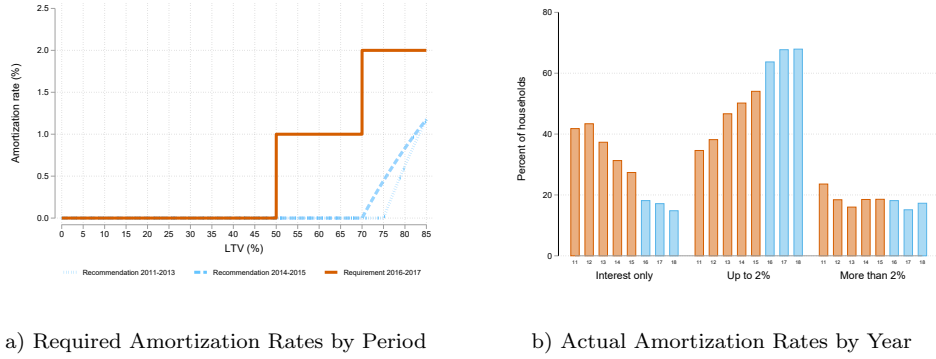 2.5
2.0
1.5
1.0
0.5
0.0
Amortization rate (%)
0 5 10 15 20 25 30 35 40 45 50 55 60 65 70 75 80 85
LTV (%)
Recommendation 2011-2013 Recommendation 2014-2015 Requirement 2016-2017
a) Required Amortization Rates by Period
80
60
40
20
0
Percent of households
11 12 13 14 15 16 17 18 11 12 13 14 15 16 17 18 11 12 13 14 15 16 17 18
Interest only Up to 2% More than 2%
b) Actual Amortization Rates by Year